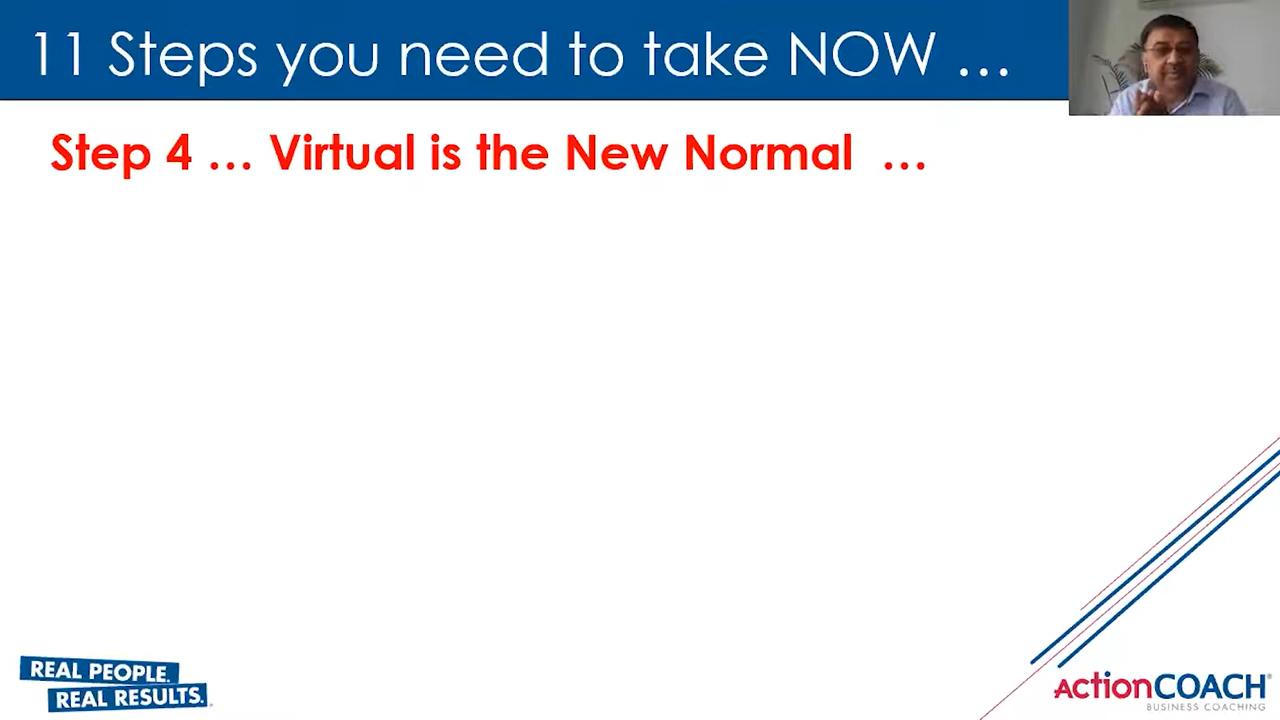 11 Steps you need to take NOW ...
Step 4 ... Virtual is the New Normal ...
REAL PEOPLE.
REAL RESULTS.
ActionCOACH®
BUSINESS COACHING